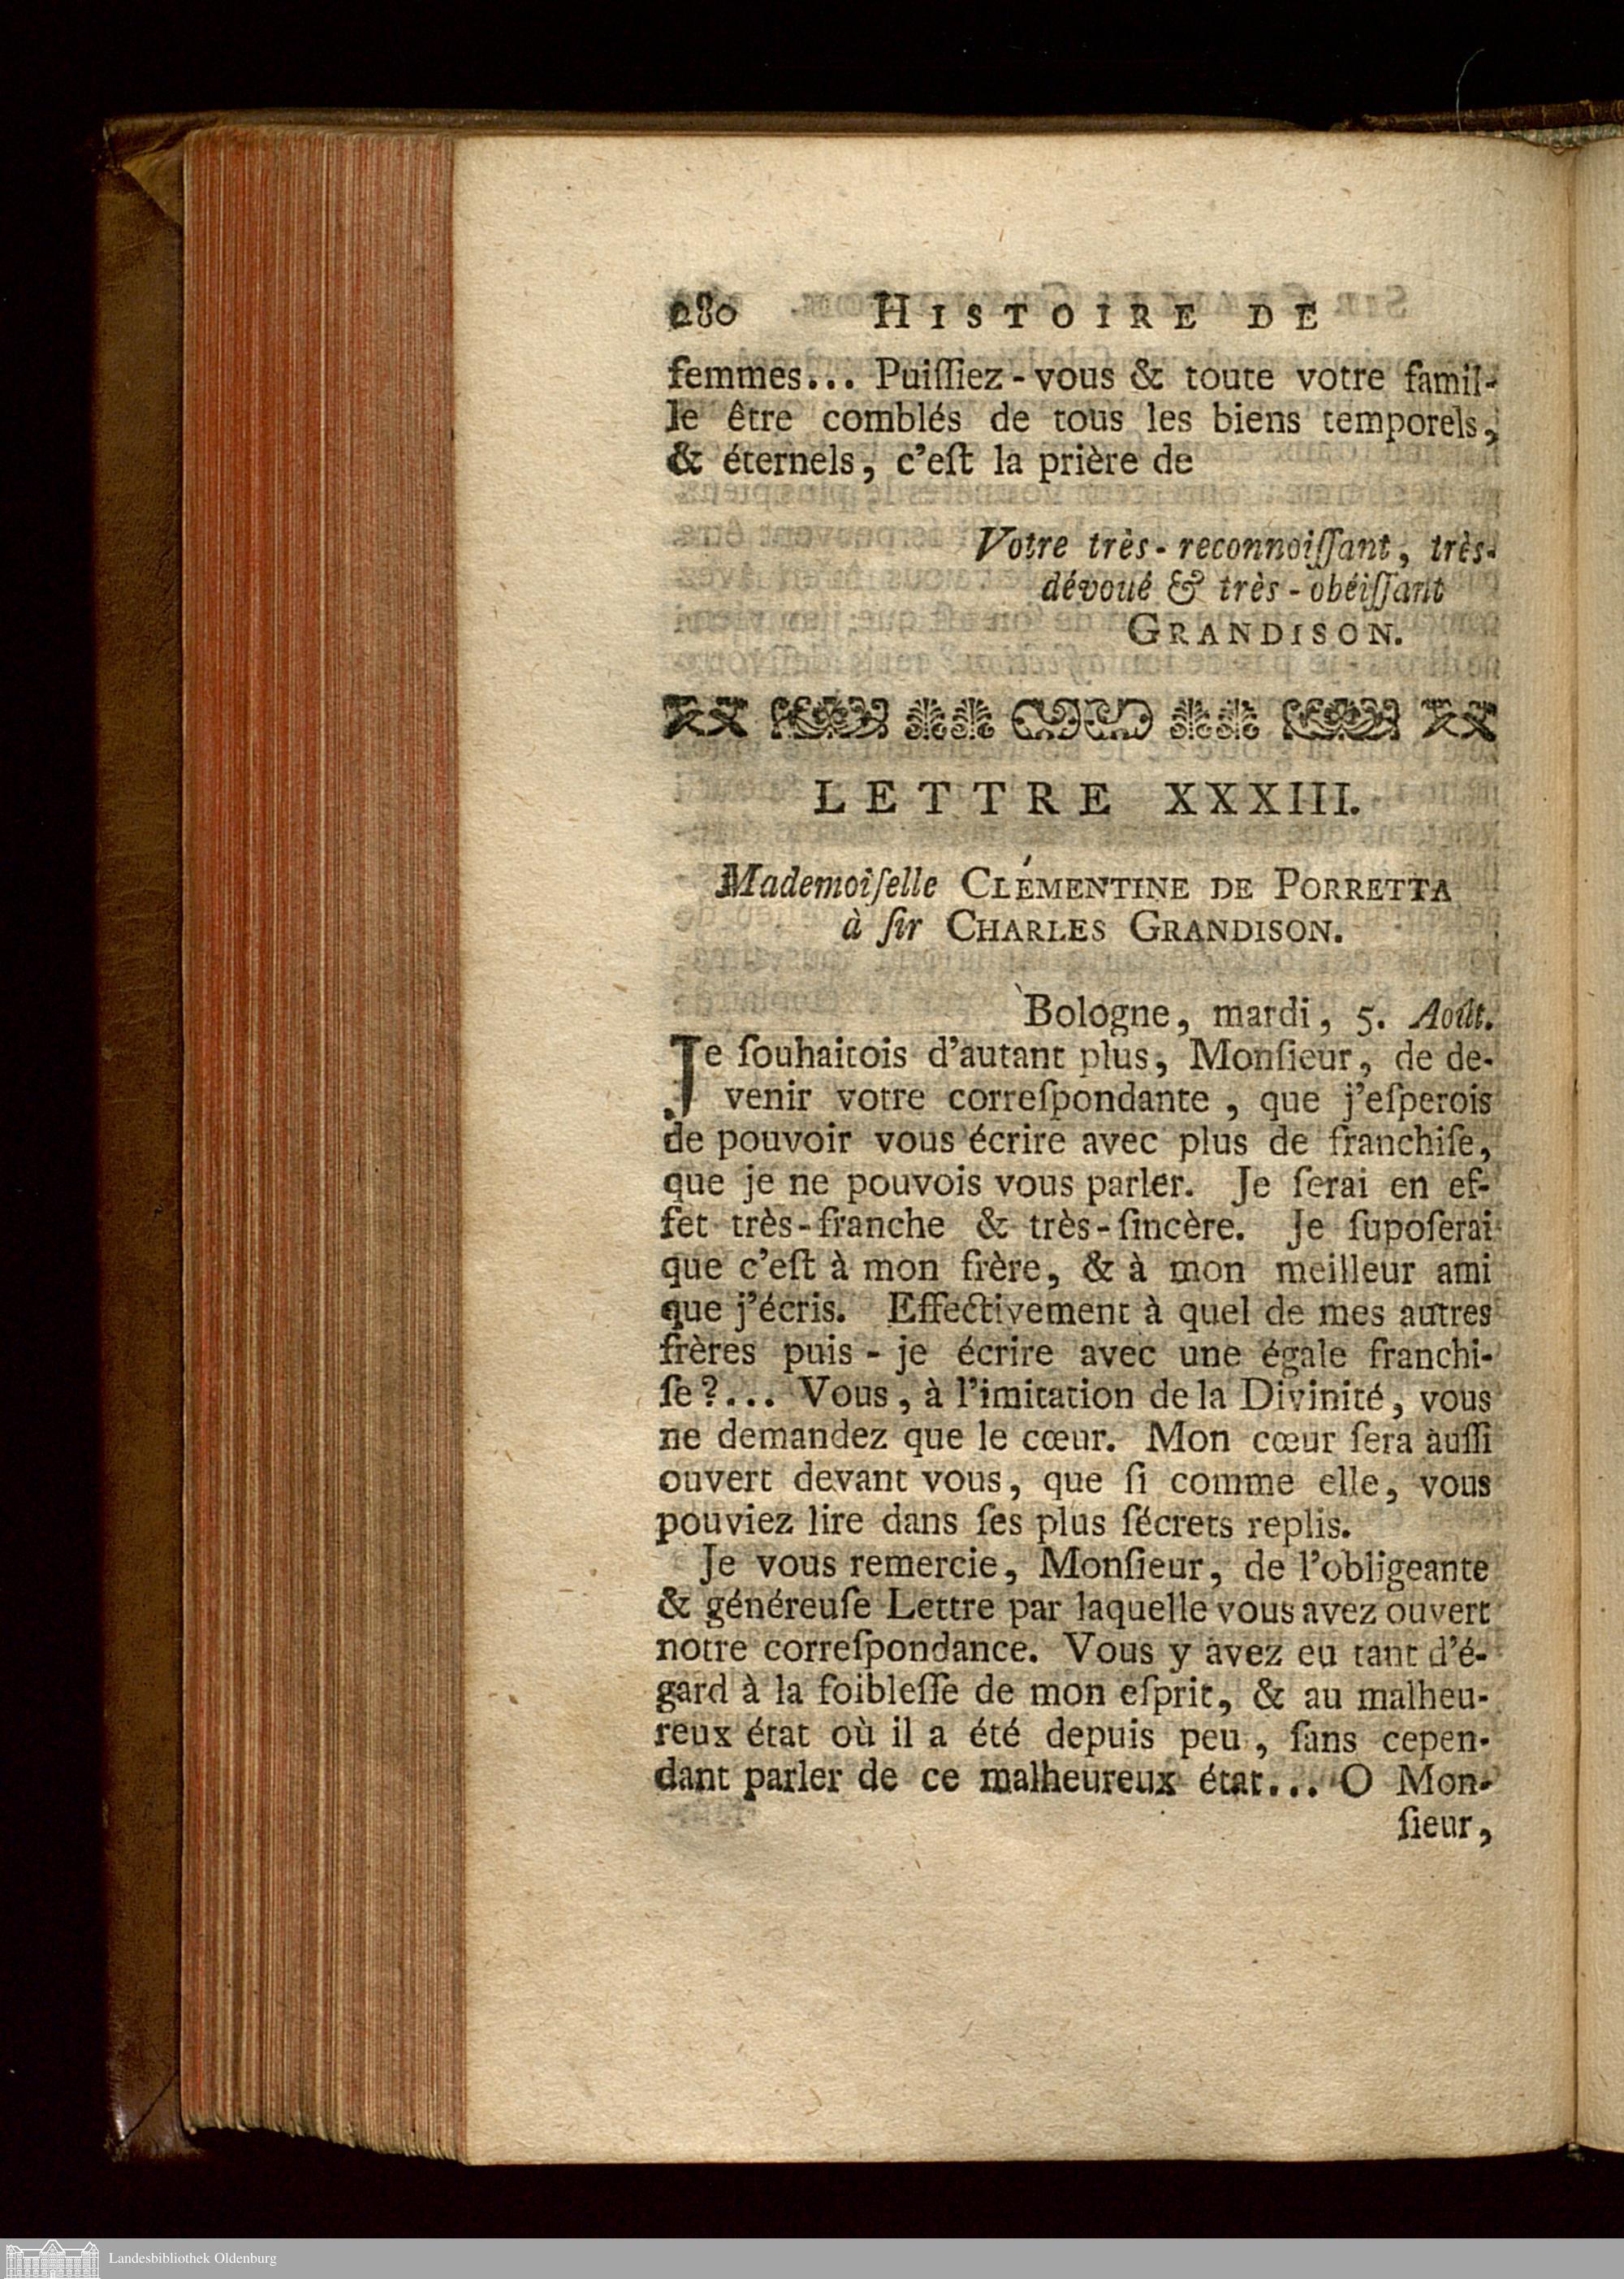 280 HISTOIRE DE
femmes... Puiſſiez-vous & toute votre famil-
le être comblés de tous les biens temporels,
& éternels, c'eſt la prière de
Votre très-reconnoiſſant, très-
dévoué & très-obéiſſant
GRANDISON.
LETTRE XXXIII.
Mademoiſelle CLÉMENTINE DE PORRETTA
à ſir CHARLES GRANDISON.
Bologne, mardi, 5. Août.
Je ſouhaitois d'autant plus, Monſieur, de de-
venir votre correſpondante, que j'eſperois
de pouvoir vous écrire avec plus de franchiſe,
que je ne pouvois vous parler. Je ſerai en ef-
fet très-franche & très-ſincère. Je ſupoſerai
que c'eſt à mon frère, & à mon meilleur ami
que j'écris. Effectivement à quel de mes autres
frères puis-je écrire avec une égale franchi-
ſe?... Vous, à l'imitation de la Divinité, vous
ne demandez que le cœur. Mon cœur ſera auſſi
ouvert devant vous, que ſi comme elle, vous
pouviez lire dans ſes plus ſécrets replis.
Je vous remercie, Monſieur, de l'obligeante
& généreuſe Lettre par laquelle vous avez ouvert
notre correſpondance. Vous y avez eu tant d'é-
gard à la foibleſſe de mon eſprit, & au malheu-
reux état où il a été depuis peu, ſans cepen-
dant parler de ce malheureux état... O Mon-
ſieur,
Landesbibliothek Oldenburg